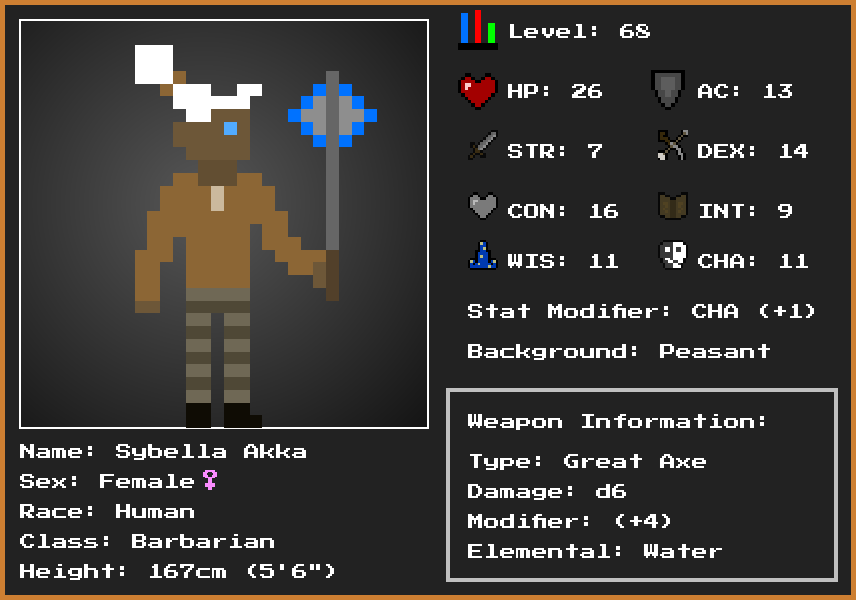 Level: 68
HP: 26
AC: 13
STR: 7
DEX: 14
CON: 16
INT: 9
WIS: 11
CHA: 11
Stat Modifier: CHA (+1)
Background: Peasant
Weapon Information:
Type: Great Axe
Damage: d6
Modifier: (+4)
Elemental: Water
Name: Sybella Akka
Sex: Female♀
Race: Human
Class: Barbarian
Height: 167cm (5'6")